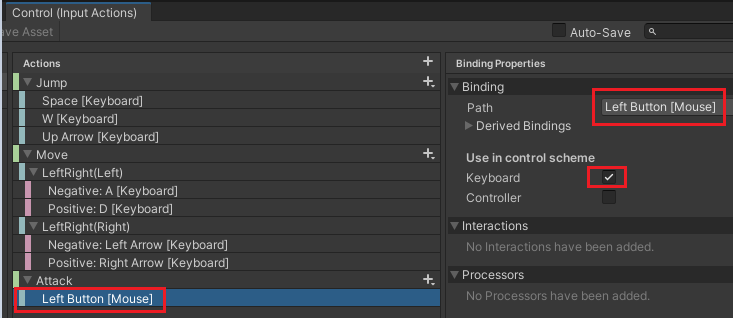 Control (Input Actions)
ave Asset
Auto-Save
Actions
Jump
Space [Keyboard]
W [Keyboard]
Up Arrow [Keyboard]
Move
LeftRight(Left)
Negative: A [Keyboard]
Positive: D [Keyboard]
LeftRight(Right)
Negative: Left Arrow [Keyboard]
Positive: Right Arrow [Keyboard]
Attack
Left Button [Mouse]
Binding Properties
Binding
Path Left Button [Mouse]
Derived Bindings
Use in control scheme
Keyboard
Controller
Interactions
No Interactions have been added.
Processors
No Processors have been added.